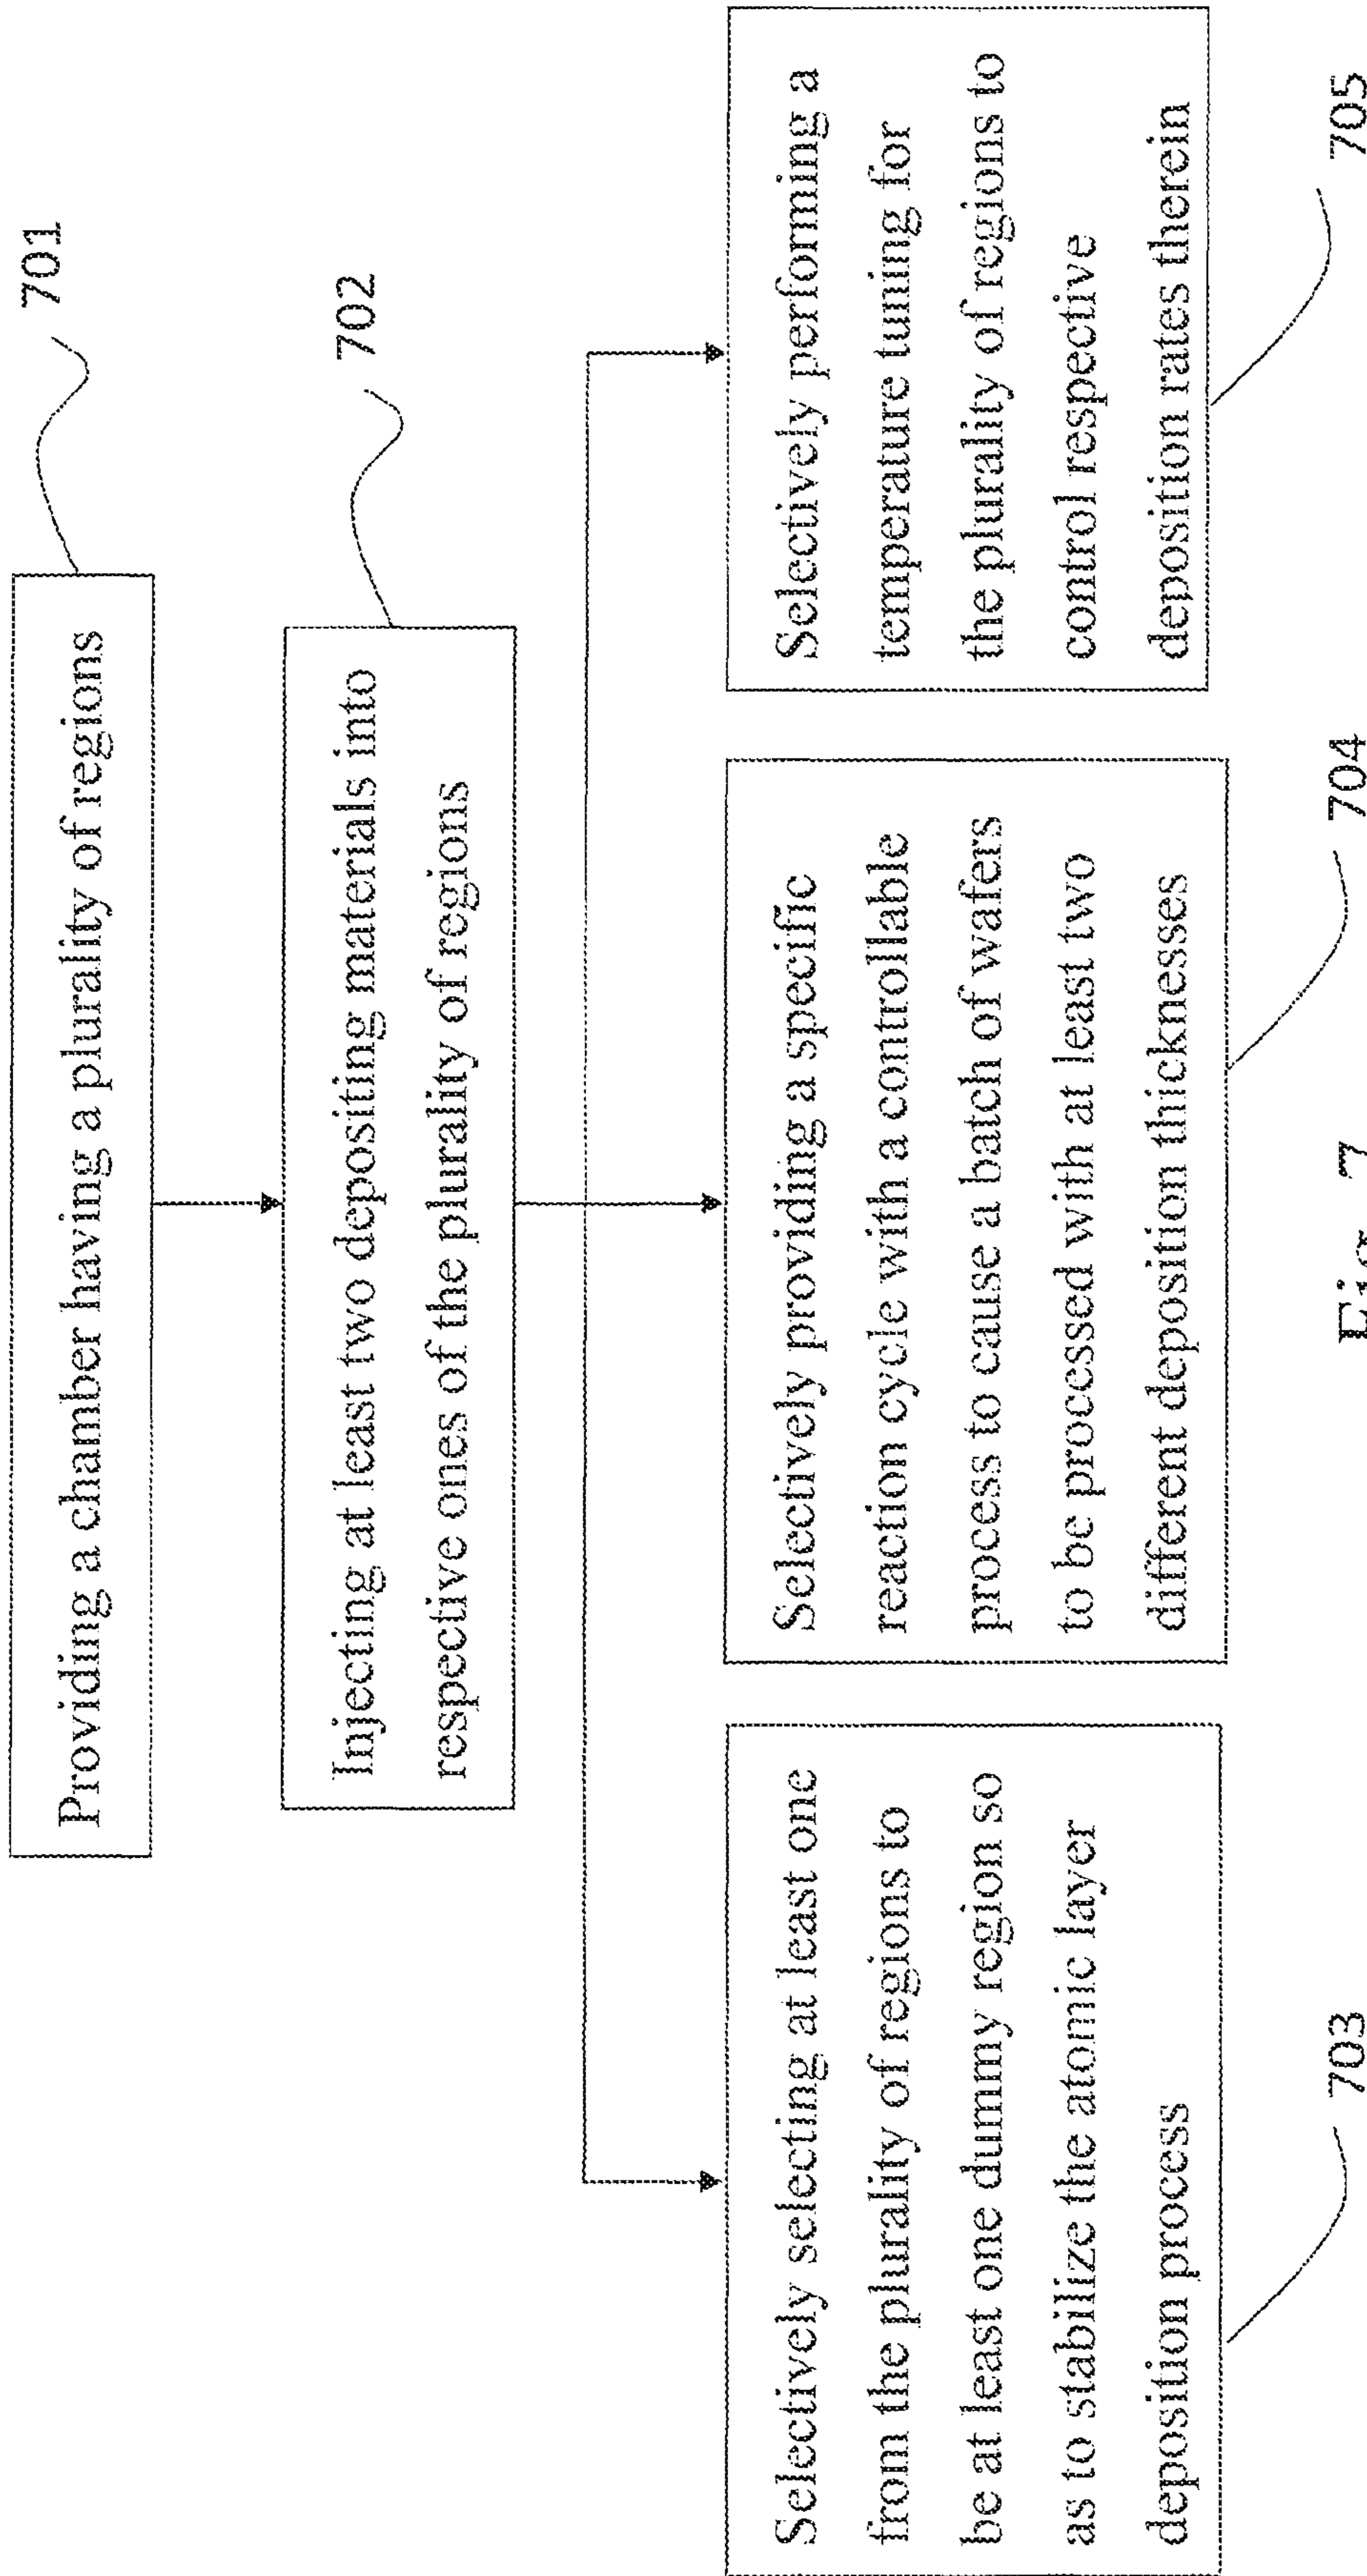 Providing a chamber having a plurality of regions
701
Injecting at least two depositing materials into
respective ones of the plurality of regions
702
Selectively selecting at least one
from the plurality of regions to
be at least one dummy region so
as to stabilize the atomic layer
deposition process
703
Selectively providing a specific
reaction cycle with a controllable
process to cause a batch of wafers
to be processed with at least two
different deposition thicknesses
704
Selectively performing a
temperature tuning for
the plurality of regions to
control respective
deposition rates therein
705
Fig. 7